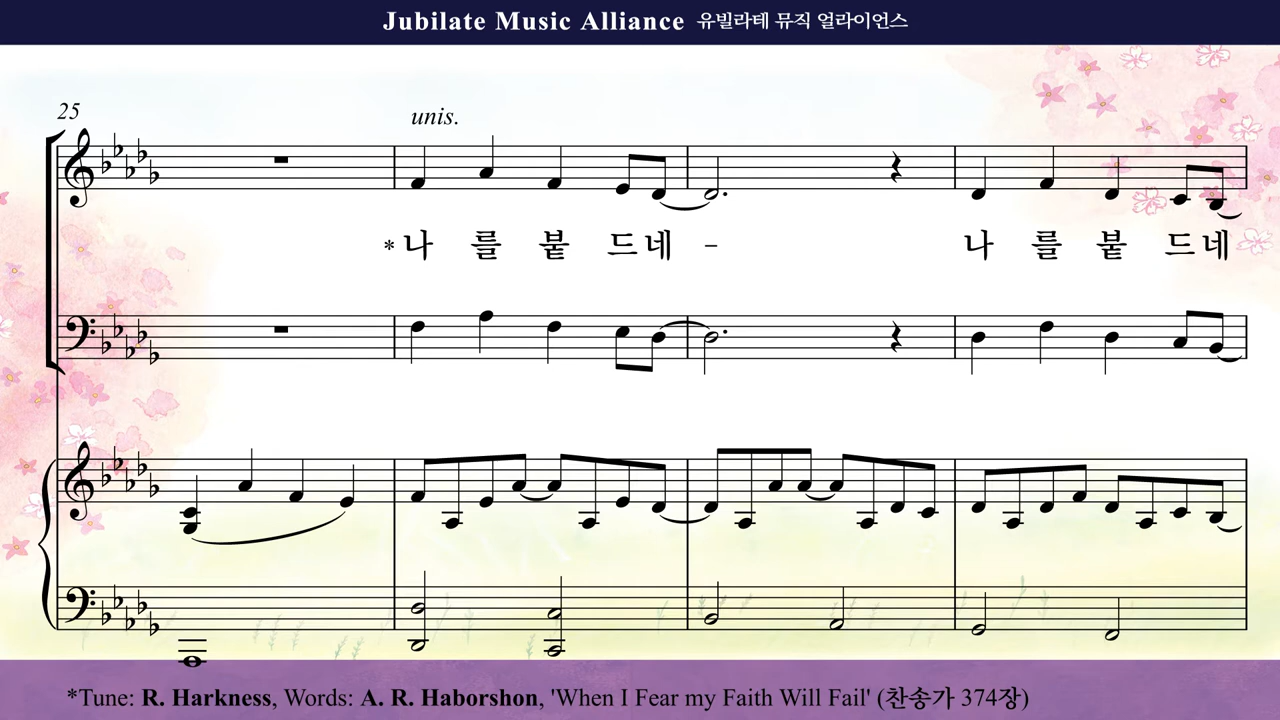 Jubilate Music Alliance 유빌라테 뮤직 얼라이언스
25
unis.
*나 를 붙 드네 - 나 를 붙 드네
*Tune: R. Harkness, Words: A. R. Haborshon, 'When I Fear my Faith Will Fail' (찬송가 374장)